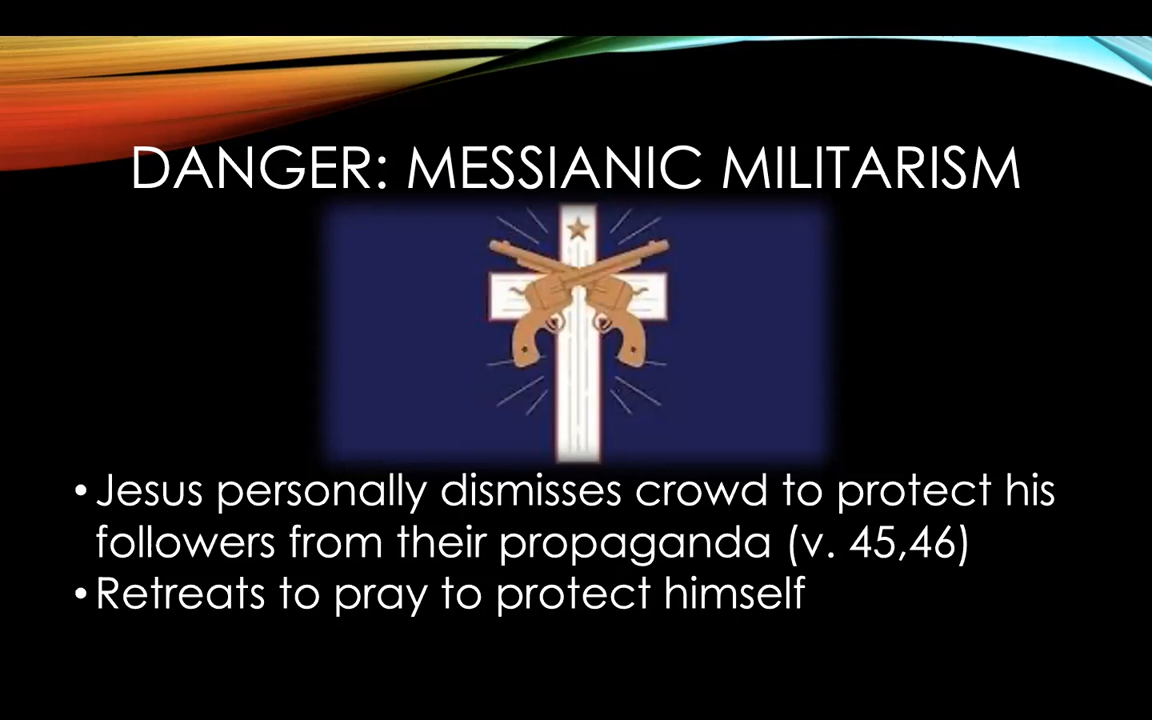 DANGER: MESSIANIC MILITARISM
• Jesus personally dismisses crowd to protect his
followers from their propaganda (v. 45,46)
• Retreats to pray to protect himself